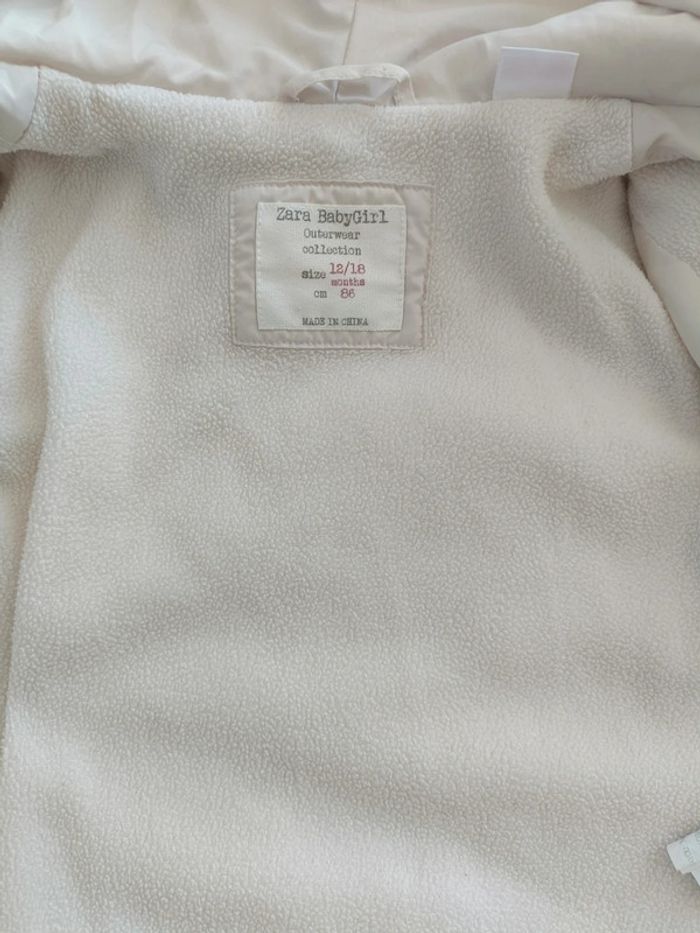 Zara BabyGirl
Outerwear
collection
size 12/18
months
cm 86
MADE IN CHINA